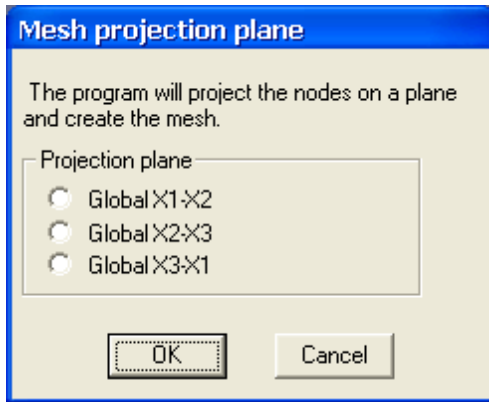 Mesh projection plane
The program will project the nodes on a plane
and create the mesh.
Projection plane
Global X1-X2
Global X2-X3
Global X3-X1
OK
Cancel